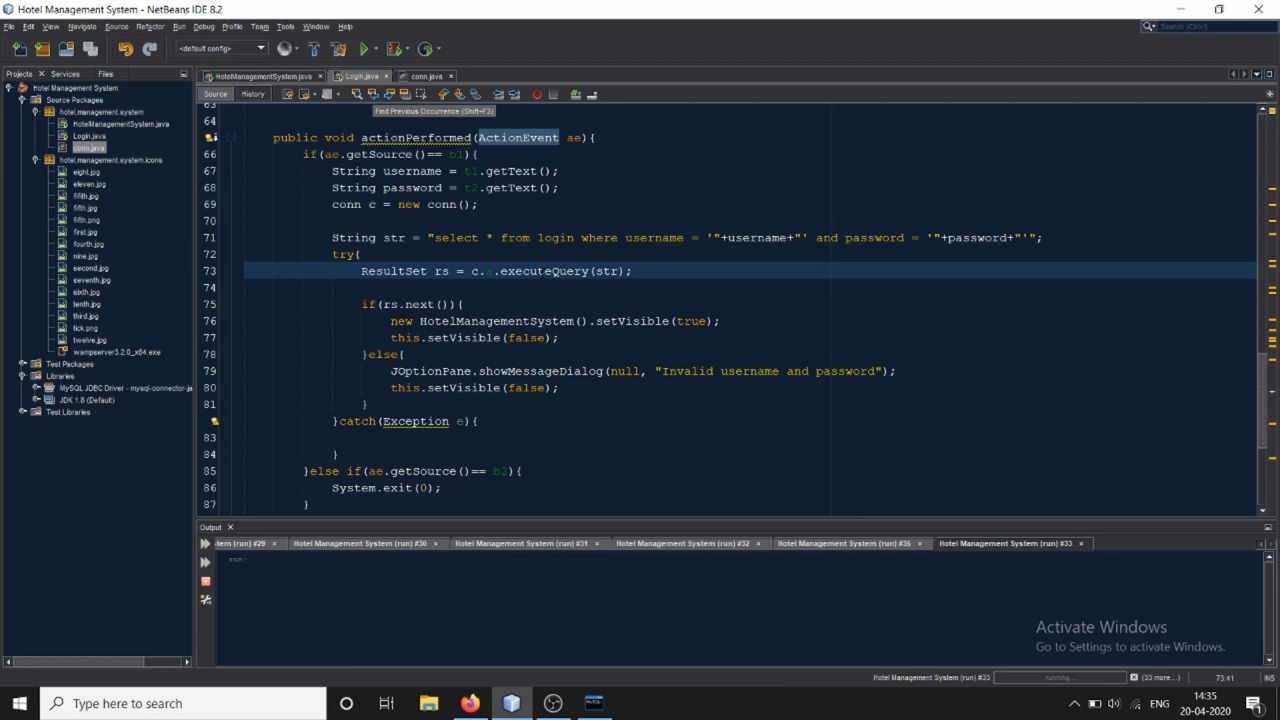 Hotel Management System - NetBeans IDE 8.2
File Edit View Navigate Source Refactor Run Debug Profile Team Tools Window Help
Search (Ctrl+I)
<default config>
Projects Services Files
HotelManagementSystem.java Login.java conn.java
Source History
Find Previous Occurrence (Shift+F3)
Hotel Management System
Source Packages
hotel.management.system
HotelManagementSystem.java
Login.java
conn.java
hotel.management.system.icons
eight.jpg
eleven.jpg
fifth.jpg
fifth.png
first.jpg
fourth.jpg
nine.jpg
second.jpg
seventh.jpg
sixth.jpg
tenth.jpg
third.jpg
tick.png
twelve.jpg
wampserver3.2.0_x64.exe
Test Packages
Libraries
MySQL JDBC Driver - mysql-connector-ja
JDK 1.8 (Default)
Test Libraries
63
64
public void actionPerformed(ActionEvent ae){
66 if(ae.getSource()== b1){
67 String username = t1.getText();
68 String password = t2.getText();
69 conn c = new conn();
70
71 String str = "select * from login where username = '"+username+"' and password = '"+password+"'";
72 try{
73 ResultSet rs = c.s.executeQuery(str);
74
75 if(rs.next()){
76 new HotelManagementSystem().setVisible(true);
77 this.setVisible(false);
78 }else{
79 JOptionPane.showMessageDialog(null, "Invalid username and password");
80 this.setVisible(false);
81 }
82 }catch(Exception e){
83
84 }
85 }else if(ae.getSource()== b2){
86 System.exit(0);
87 }
Output
tem (run) #29 Hotel Management System (run) #30 Hotel Management System (run) #31 Hotel Management System (run) #32 Hotel Management System (run) #35 Hotel Management System (run) #33
run:
Activate Windows
Go to Settings to activate Windows.
Hotel Management System (run) #33 running... (33 more...) 73:41 INS
Type here to search
ENG
14:35
20-04-2020
1